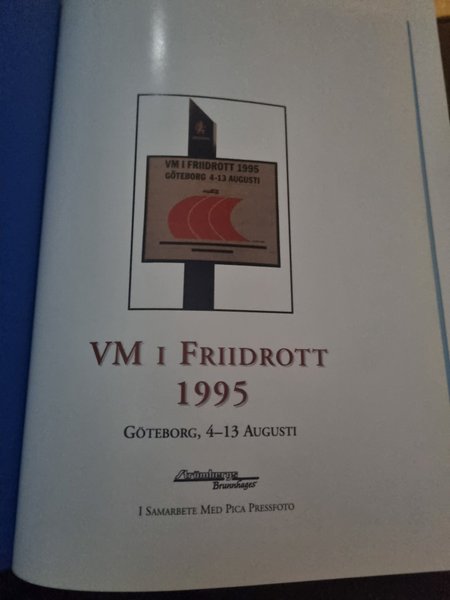 VM I FRIIDROTT 1995
GÖTEBORG 4-13 AUGUSTI
VM I FRIIDROTT
1995
GÖTEBORG, 4–13 AUGUSTI
Strömbergs
Brunnhages
I SAMARBETE MED PICA PRESSFOTO